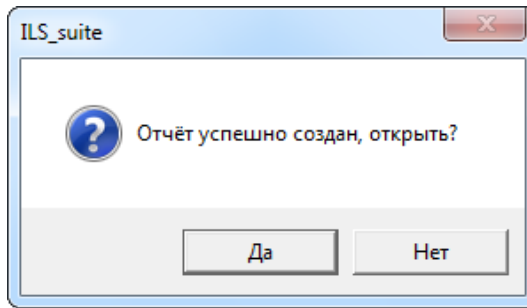 ILS_suite
Отчёт успешно создан, открыть?
Да
Нет